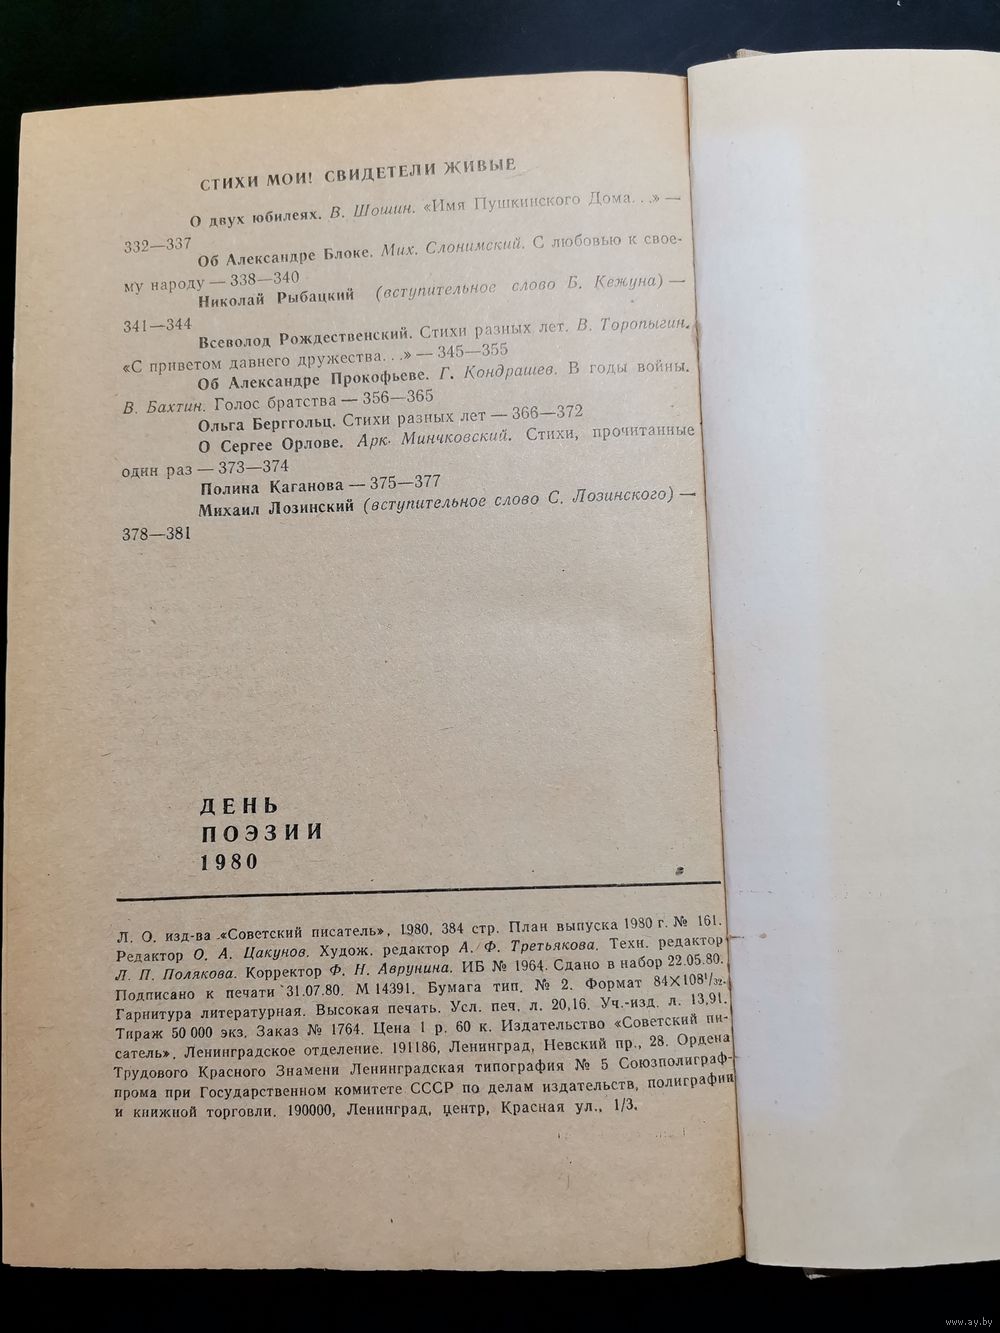 СТИХИ МОИ! СВИДЕТЕЛИ ЖИВЫЕ
О двух юбилеях. В. Шошин. «Имя Пушкинского Дома...» —
332—337
Об Александре Блоке. Мих. Слонимский. С любовью к свое-
му народу — 338—340
Николай Рыбацкий (вступительное слово Б. Кежуна) —
341—344
Всеволод Рождественский. Стихи разных лет. В. Торопыгин.
«С приветом давнего дружества...» — 345—355
Об Александре Прокофьеве. Г. Кондрашев. В годы войны.
В. Бахтин. Голос братства — 356—365
Ольга Берггольц. Стихи разных лет — 366—372
О Сергее Орлове. Арк. Минчковский. Стихи, прочитанные
один раз — 373—374
Полина Каганова — 375—377
Михаил Лозинский (вступительное слово С. Лозинского) —
378—381
ДЕНЬ
ПОЭЗИИ
1980
Л. О. изд-ва «Советский писатель», 1980, 384 стр. План выпуска 1980 г. № 161.
Редактор О. А. Цакунов. Худож. редактор А. Ф. Третьякова. Техн. редактор
Л. П. Полякова. Корректор Ф. Н. Аврунина. ИБ № 1964. Сдано в набор 22.05.80.
Подписано к печати 31.07.80. М 14391. Бумага тип. № 2. Формат 84×108¹/₃₂.
Гарнитура литературная. Высокая печать. Усл. печ. л. 20,16. Уч.-изд. л. 13,91.
Тираж 50 000 экз. Заказ № 1764. Цена 1 р. 60 к. Издательство «Советский пи-
сатель». Ленинградское отделение. 191186, Ленинград, Невский пр., 28. Ордена
Трудового Красного Знамени Ленинградская типография № 5 Союзполиграф-
прома при Государственном комитете СССР по делам издательств, полиграфии
и книжной торговли. 190000, Ленинград, центр, Красная ул., 1/3.
www.ay.by